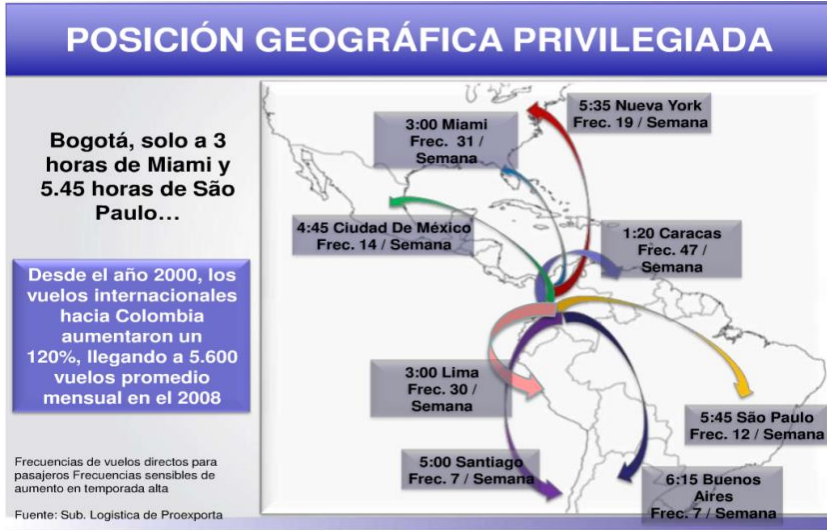 POSICIÓN GEOGRÁFICA PRIVILEGIADA
Bogotá, solo a 3
horas de Miami y
5.45 horas de São
Paulo…
Desde el año 2000, los
vuelos internacionales
hacia Colombia
aumentaron un
120%, llegando a 5.600
vuelos promedio
mensual en el 2008
Frecuencias de vuelos directos para
pasajeros Frecuencias sensibles de
aumento en temporada alta
Fuente: Sub. Logistica de Proexporta
5:35 Nueva York
Frec. 19 / Semana
3:00 Miami
Frec. 31 /
Semana
4:45 Ciudad De México
Frec. 14 / Semana
1:20 Caracas
Frec. 47 /
Semana
3:00 Lima
Frec. 30 /
Semana
5:45 São Paulo
Frec. 12 / Semana
5:00 Santiago
Frec. 7 / Semana
6:15 Buenos
Aires
Frec. 7 / Semana